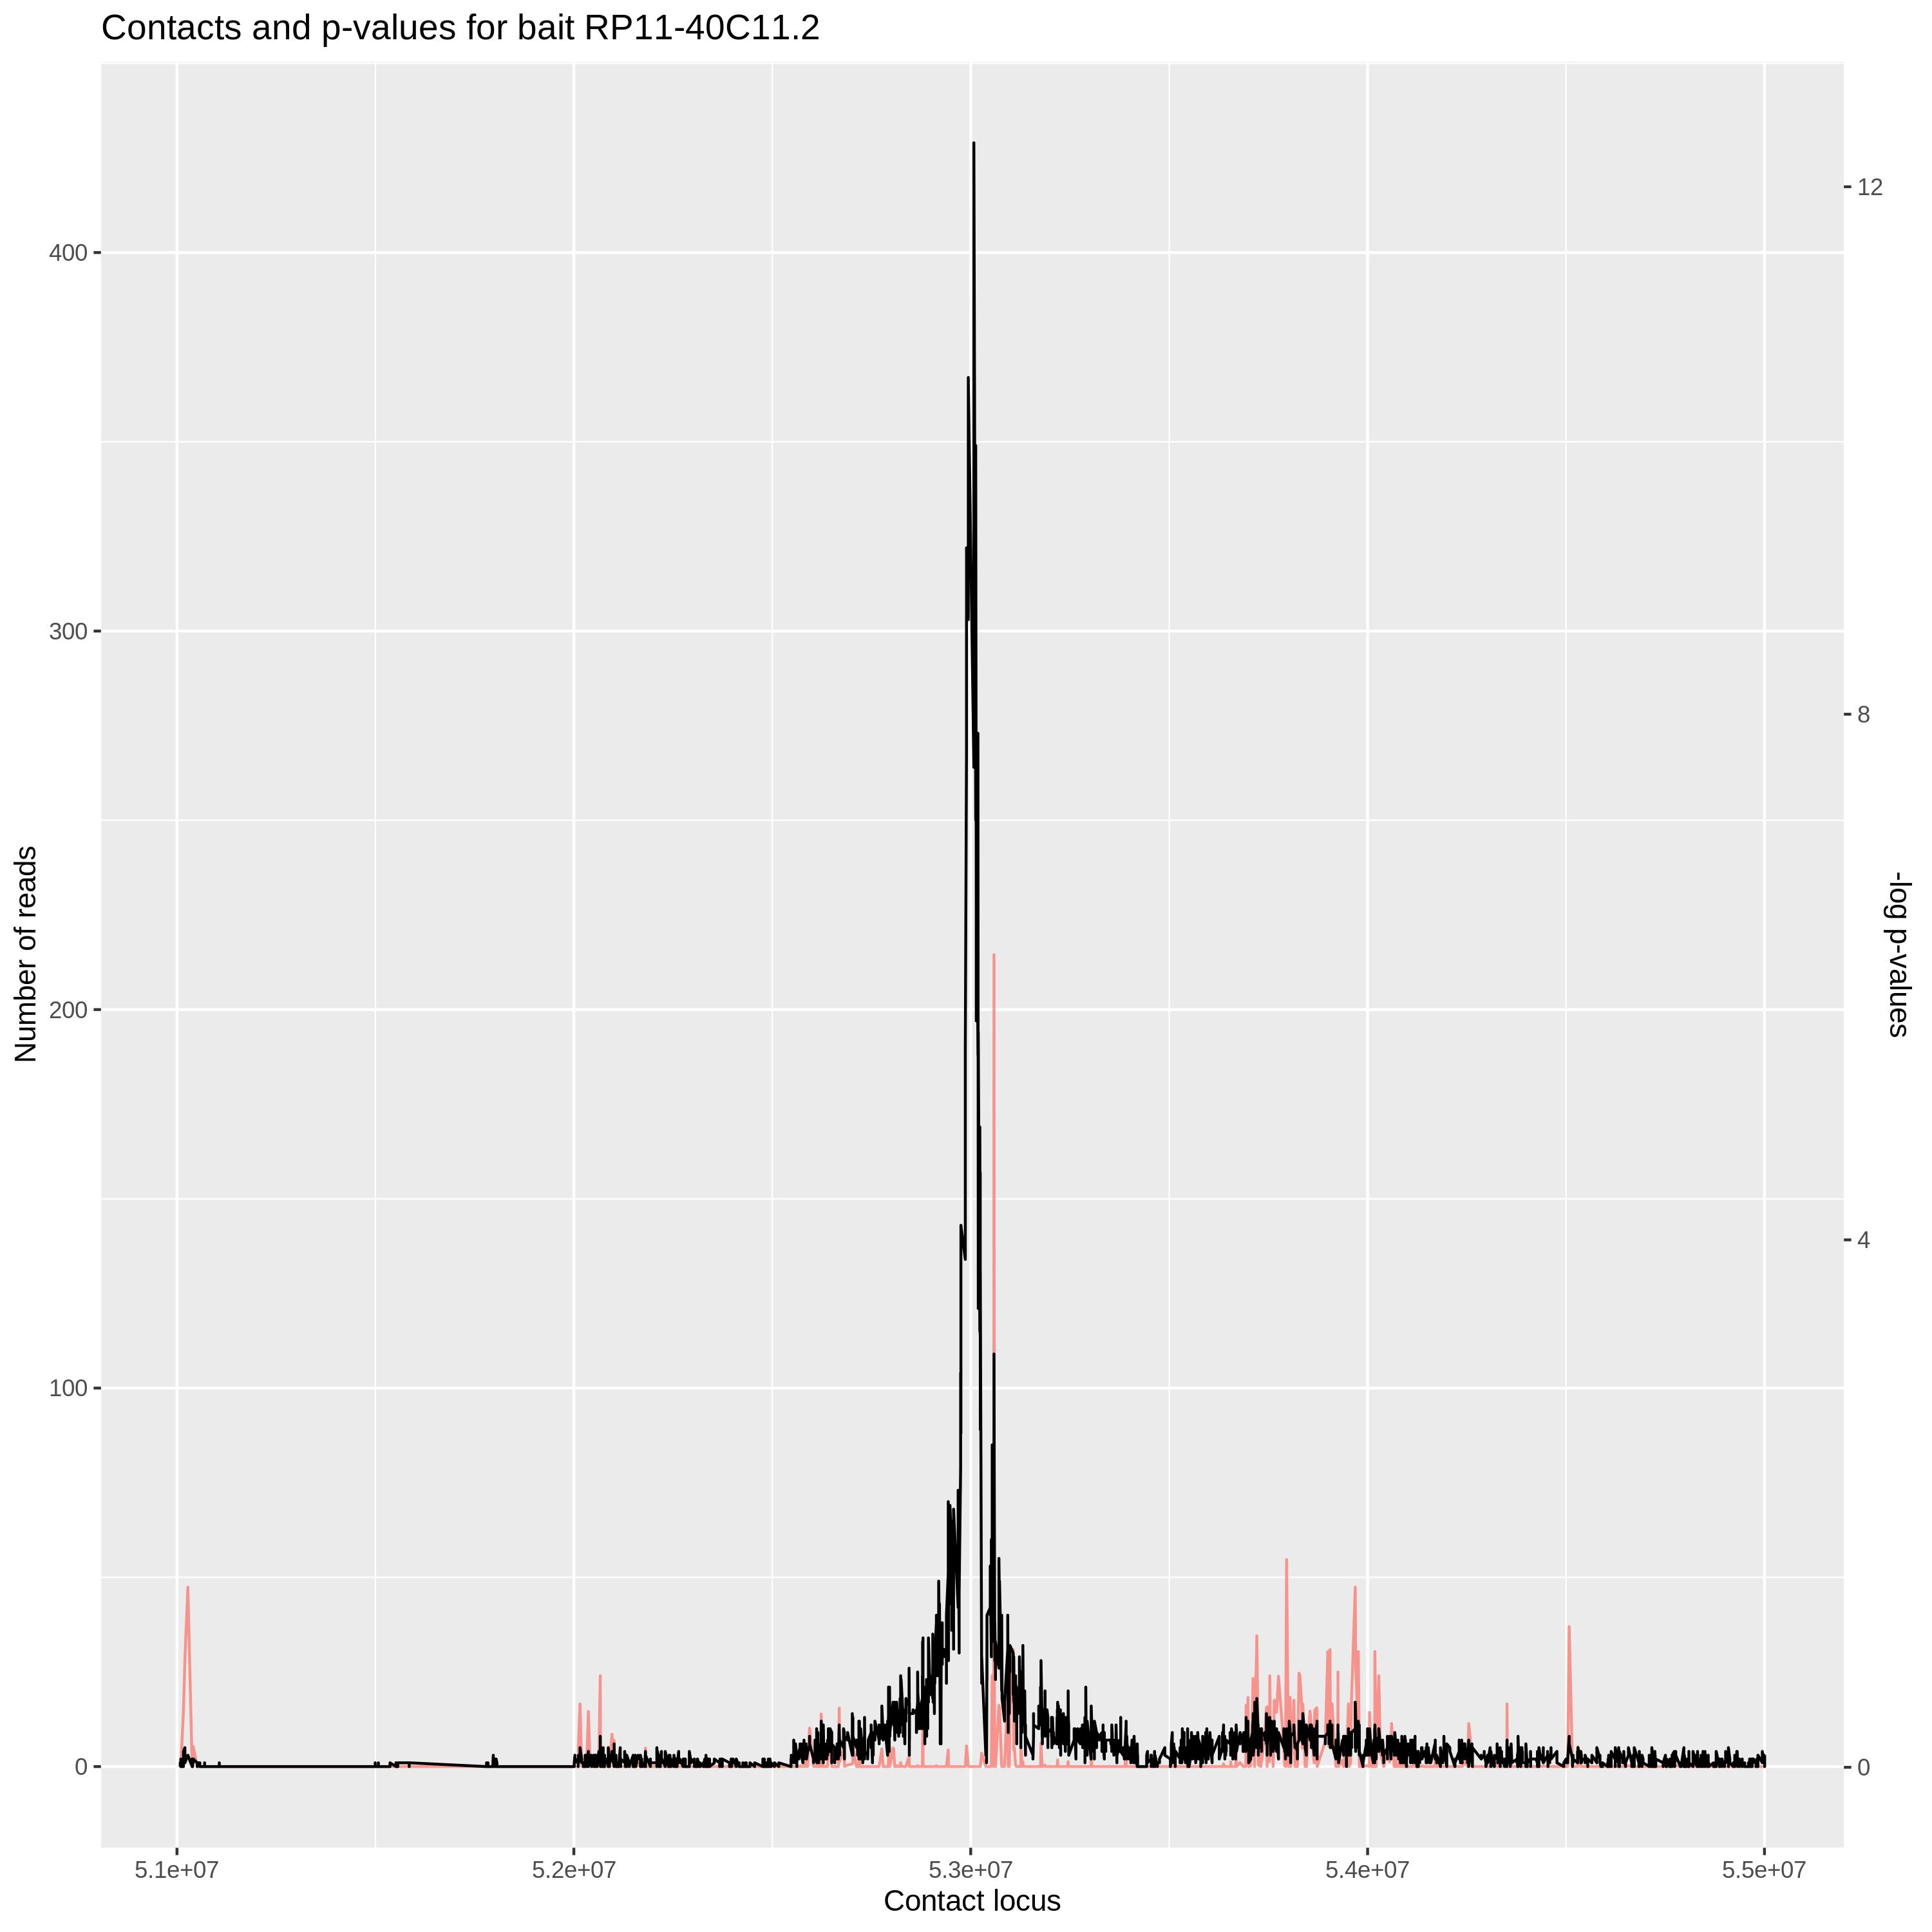 Contacts and p-values for bait RP11-40C11.2
400
300
200
100
0
Number of reads
12
8
4
0
-log p-values
5.1e+07
5.2e+07
5.3e+07
5.4e+07
5.5e+07
Contact locus